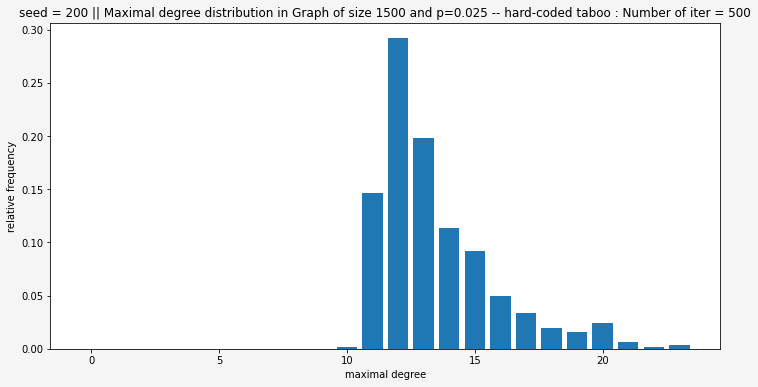 seed = 200 || Maximal degree distribution in Graph of size 1500 and p=0.025 -- hard-coded taboo : Number of iter = 500
0.30
0.25
0.20
0.15
0.10
0.05
0.00
relative frequency
0 5 10 15 20
maximal degree